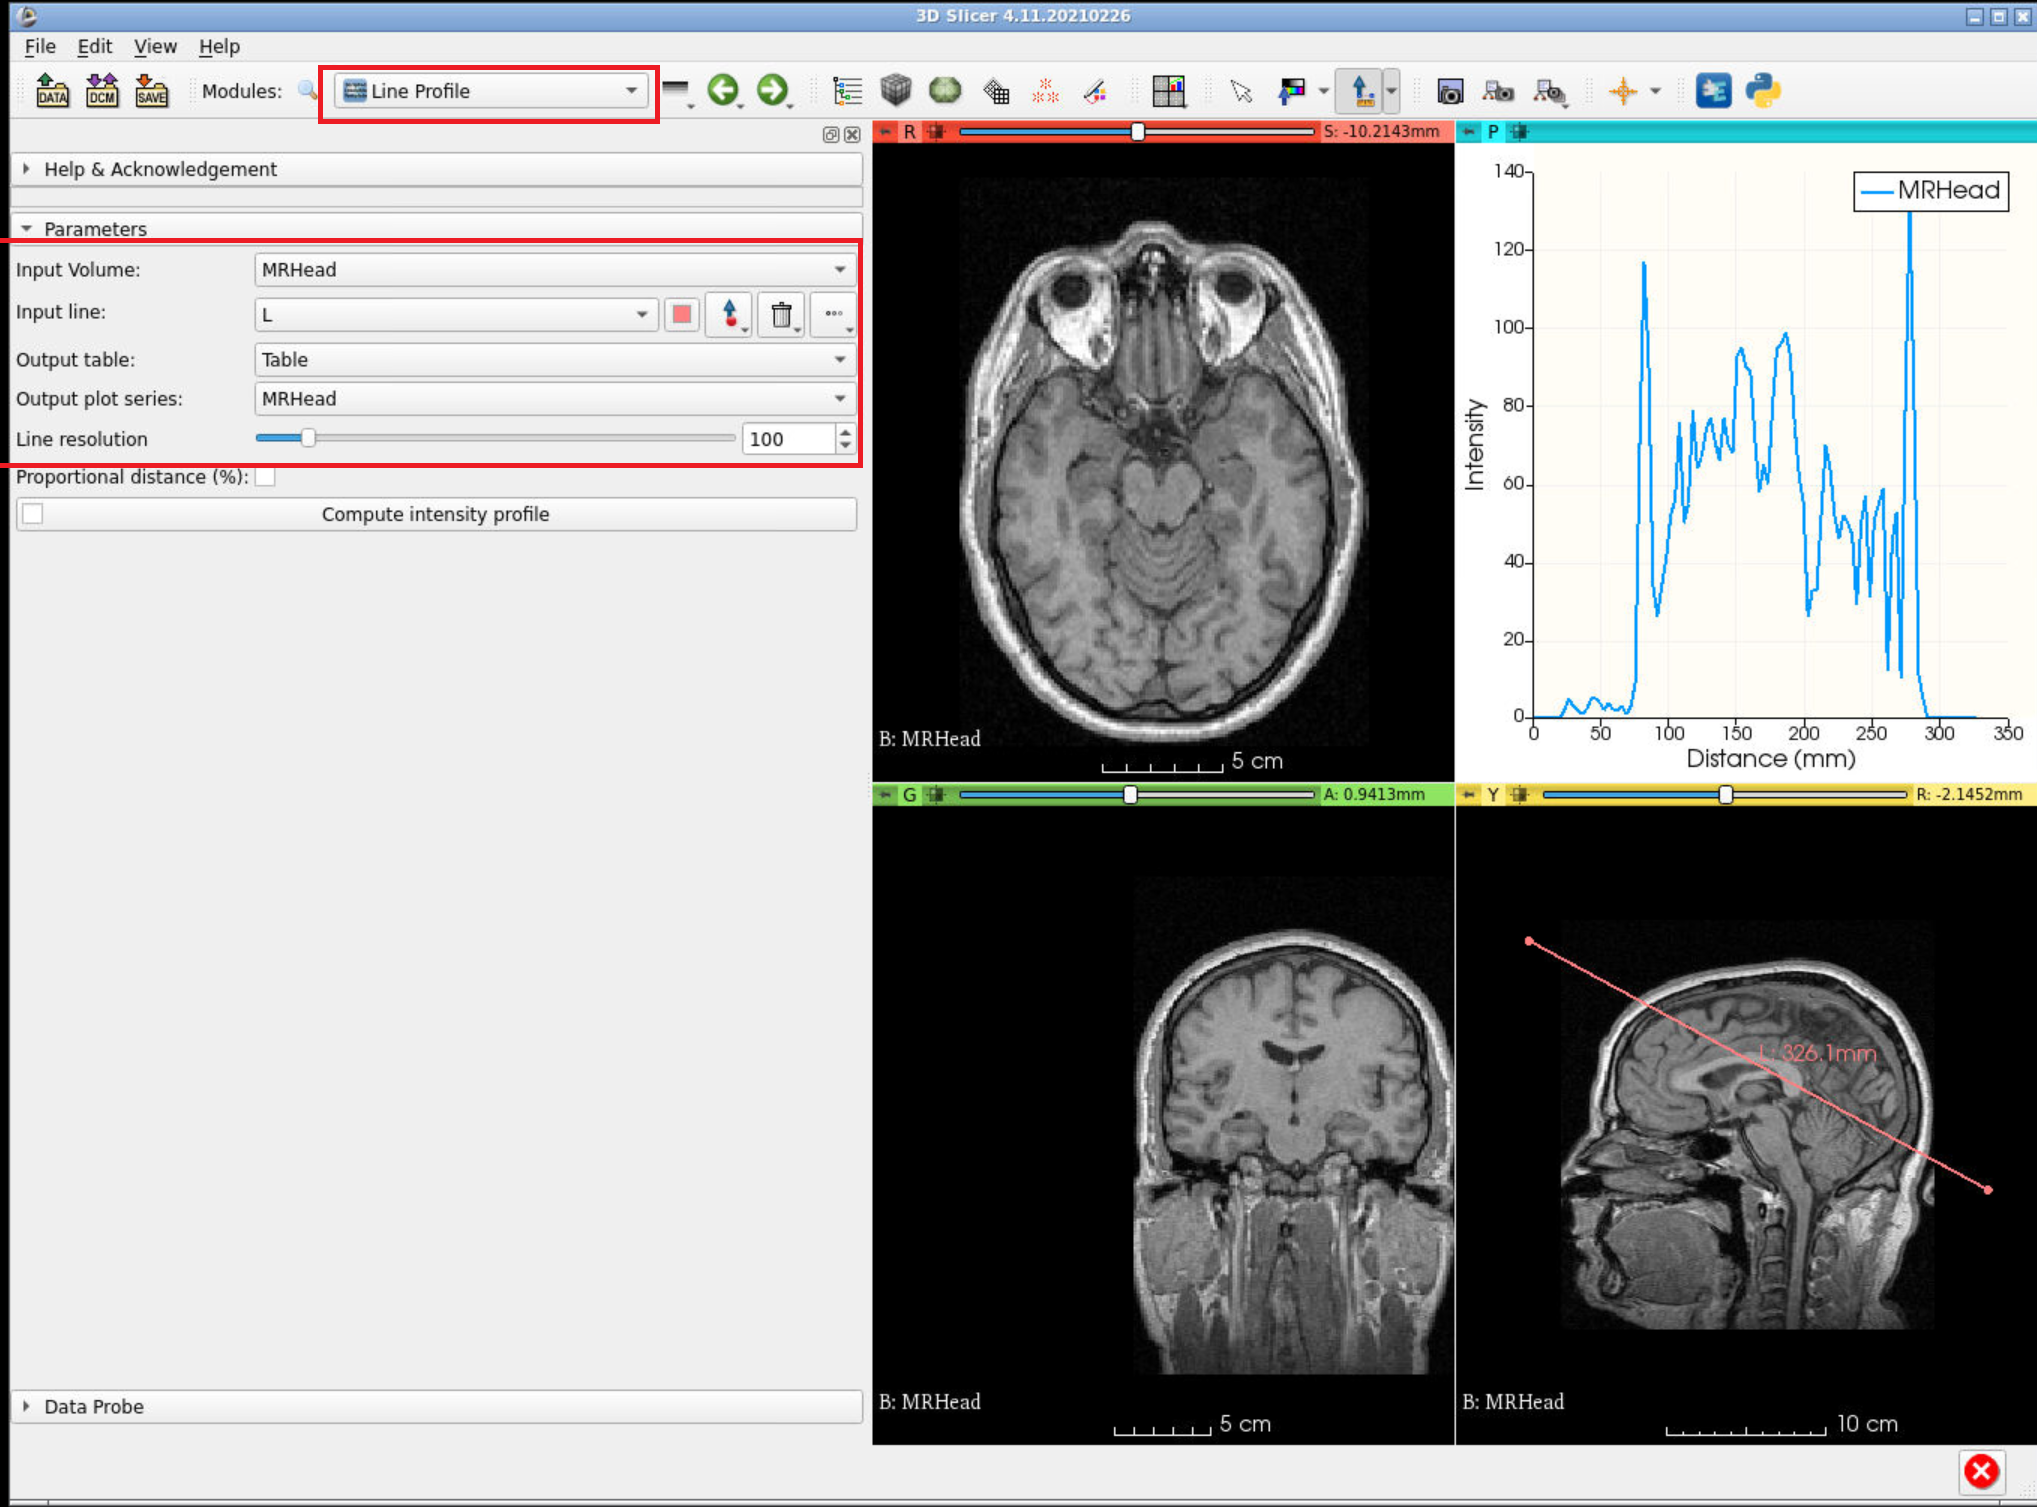 3D Slicer 4.11.20210226
File Edit View Help
DATA DCM SAVE Modules: Line Profile
Help & Acknowledgement
Parameters
Input Volume: MRHead
Input line: L
Output table: Table
Output plot series: MRHead
Line resolution 100
Proportional distance (%):
Compute intensity profile
Data Probe
R S: -10.2143mm
B: MRHead
5 cm
P
MRHead
140
120
100
80
60
40
20
0
Intensity
0 50 100 150 200 250 300 350
Distance (mm)
G A: 0.9413mm
B: MRHead
5 cm
Y R: -2.1452mm
L: 326.1mm
B: MRHead
10 cm